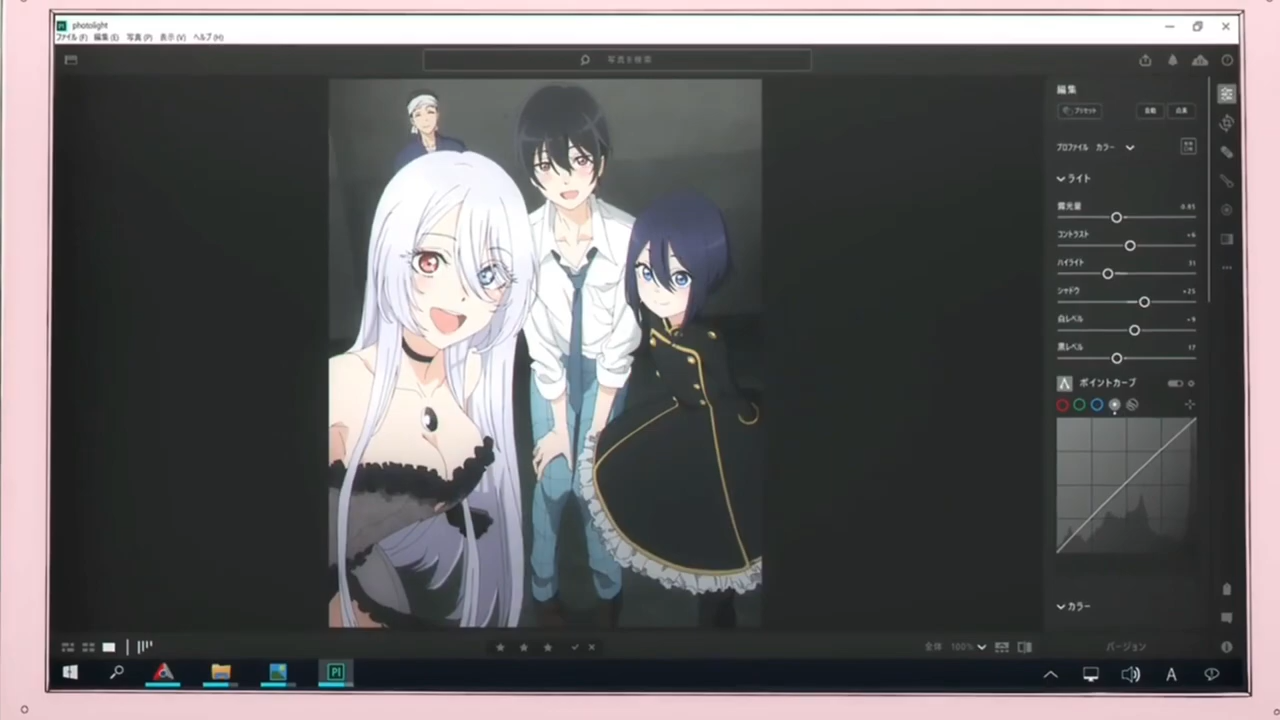 Pl photolight
ファイル(F) 編集(E) 写真(P) 表示(V) ヘルプ(H)
写真を検索
編集
プリセット 自動 白黒
プロファイル カラー
ライト
露光量 -0.85
コントラスト +6
ハイライト 31
シャドウ +25
白レベル +9
黒レベル 17
ポイントカーブ
カラー
全体 100% バージョン
Pl A